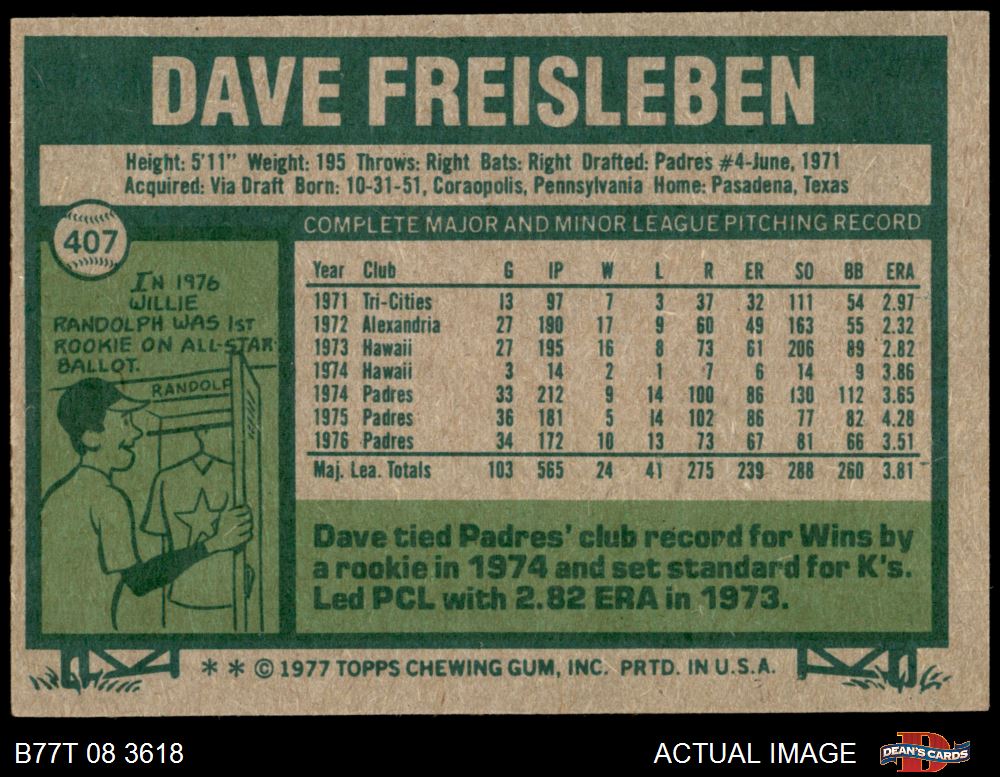 DAVE FREISLEBEN
Height: 5'11" Weight: 195 Throws: Right Bats: Right Drafted: Padres #4-June, 1971
Acquired: Via Draft Born: 10-31-51, Coraopolis, Pennsylvania Home: Pasadena, Texas
407
IN 1976
WILLIE
RANDOLPH WAS 1ST
ROOKIE ON ALL-STAR
BALLOT.
RANDOLP
COMPLETE MAJOR AND MINOR LEAGUE PITCHING RECORD
Year Club G IP W L R ER SO BB ERA
1971 Tri-Cities 13 97 7 3 37 32 111 54 2.97
1972 Alexandria 27 190 17 9 60 49 163 55 2.32
1973 Hawaii 27 195 16 8 73 61 206 89 2.82
1974 Hawaii 3 14 2 1 7 6 14 9 3.86
1974 Padres 33 212 9 14 100 86 130 112 3.65
1975 Padres 36 181 5 14 102 86 77 82 4.28
1976 Padres 34 172 10 13 73 67 81 66 3.51
Maj. Lea. Totals 103 565 24 41 275 239 288 260 3.81
Dave tied Padres' club record for Wins by
a rookie in 1974 and set standard for K's.
Led PCL with 2.82 ERA in 1973.
* * © 1977 TOPPS CHEWING GUM, INC. PRTD. IN U.S.A.
B77T 08 3618 ACTUAL IMAGE
DEAN'S CARDS